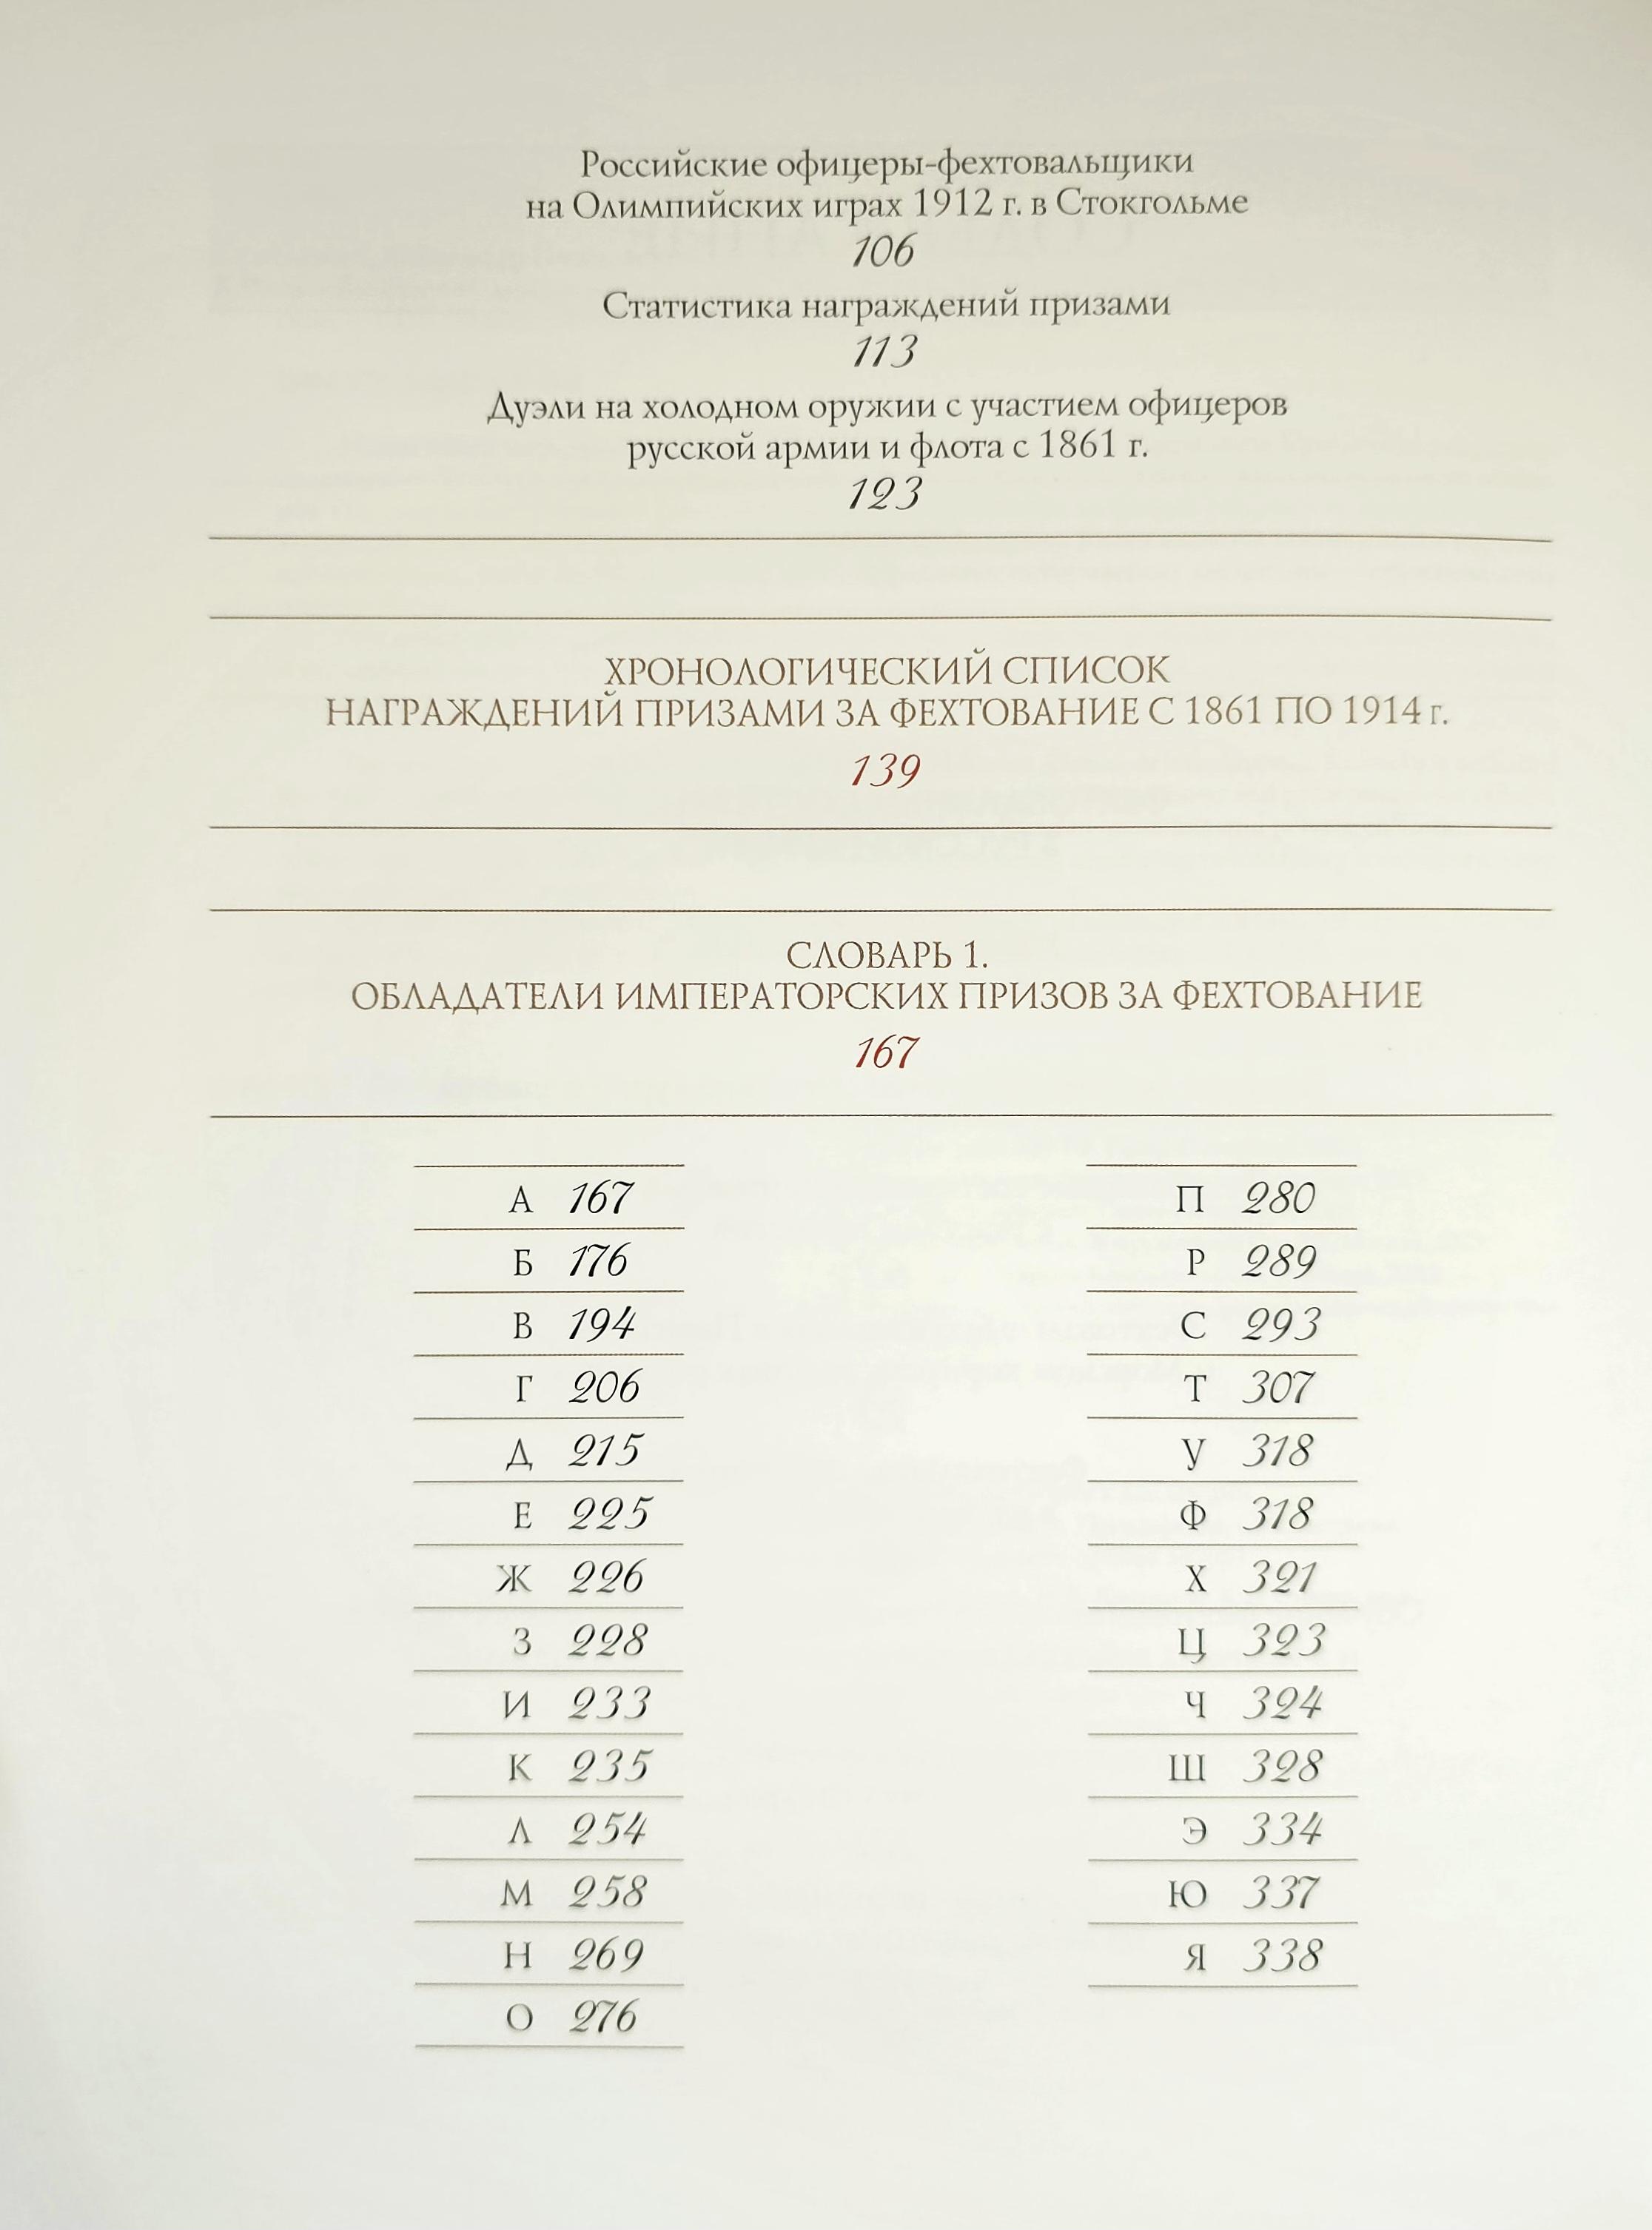 Российские офицеры-фехтовальщики
на Олимпийских играх 1912 г. в Стокгольме
106
Статистика награждений призами
113
Дуэли на холодном оружии с участием офицеров
русской армии и флота с 1861 г.
123
ХРОНОЛОГИЧЕСКИЙ СПИСОК
НАГРАЖДЕНИЙ ПРИЗАМИ ЗА ФЕХТОВАНИЕ С 1861 ПО 1914 г.
139
СЛОВАРЬ 1.
ОБЛАДАТЕЛИ ИМПЕРАТОРСКИХ ПРИЗОВ ЗА ФЕХТОВАНИЕ
167
А 167
Б 176
В 194
Г 206
Д 215
Е 225
Ж 226
З 228
И 233
К 235
Л 254
М 258
Н 269
О 276
П 280
Р 289
С 293
Т 307
У 318
Ф 318
Х 321
Ц 323
Ч 324
Ш 328
Э 334
Ю 337
Я 338